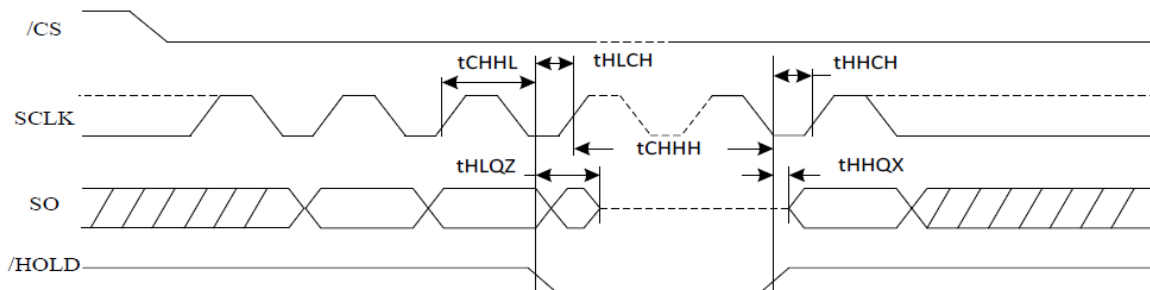 /CS
tCHHL
tHLCH
tHHCH
SCLK
tCHHH
tHLQZ
tHHQX
SO
/HOLD